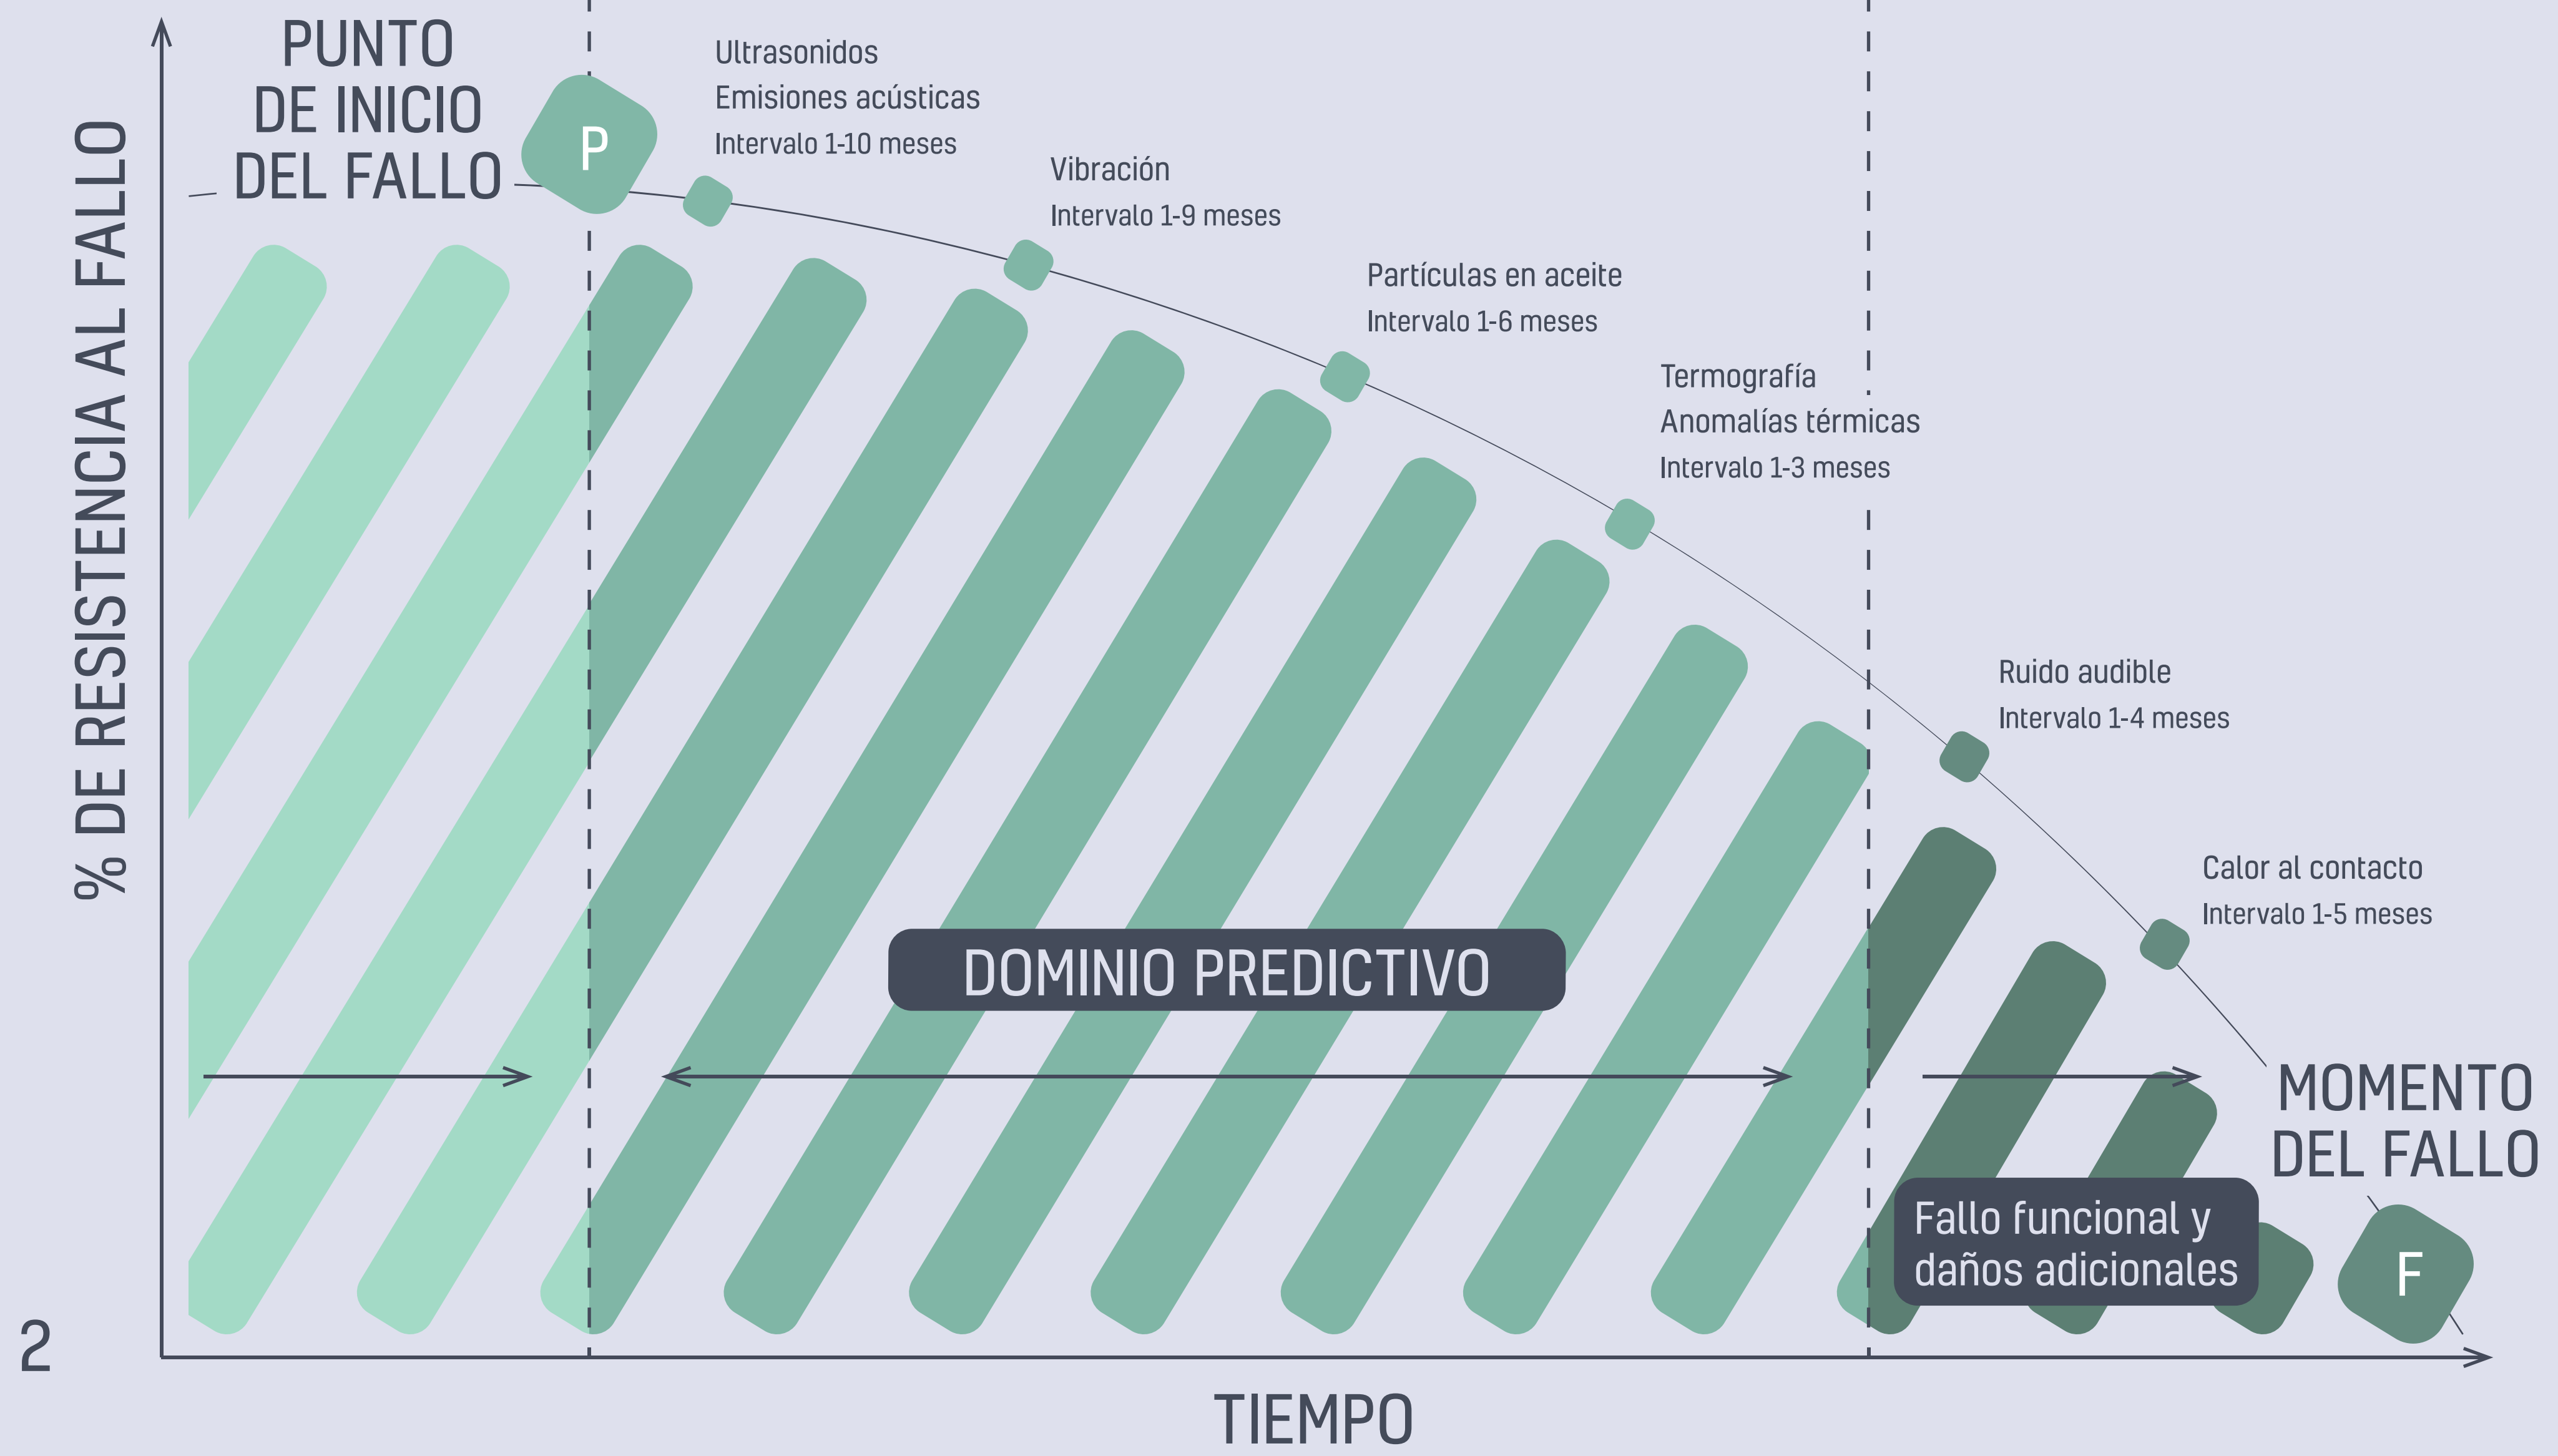 PUNTO
DE INICIO
DEL FALLO
P
Ultrasonidos
Emisiones acústicas
Intervalo 1-10 meses
Vibración
Intervalo 1-9 meses
Partículas en aceite
Intervalo 1-6 meses
Termografía
Anomalías térmicas
Intervalo 1-3 meses
Ruido audible
Intervalo 1-4 meses
Calor al contacto
Intervalo 1-5 meses
% DE RESISTENCIA AL FALLO
DOMINIO PREDICTIVO
MOMENTO
DEL FALLO
Fallo funcional y
daños adicionales
F
2
TIEMPO